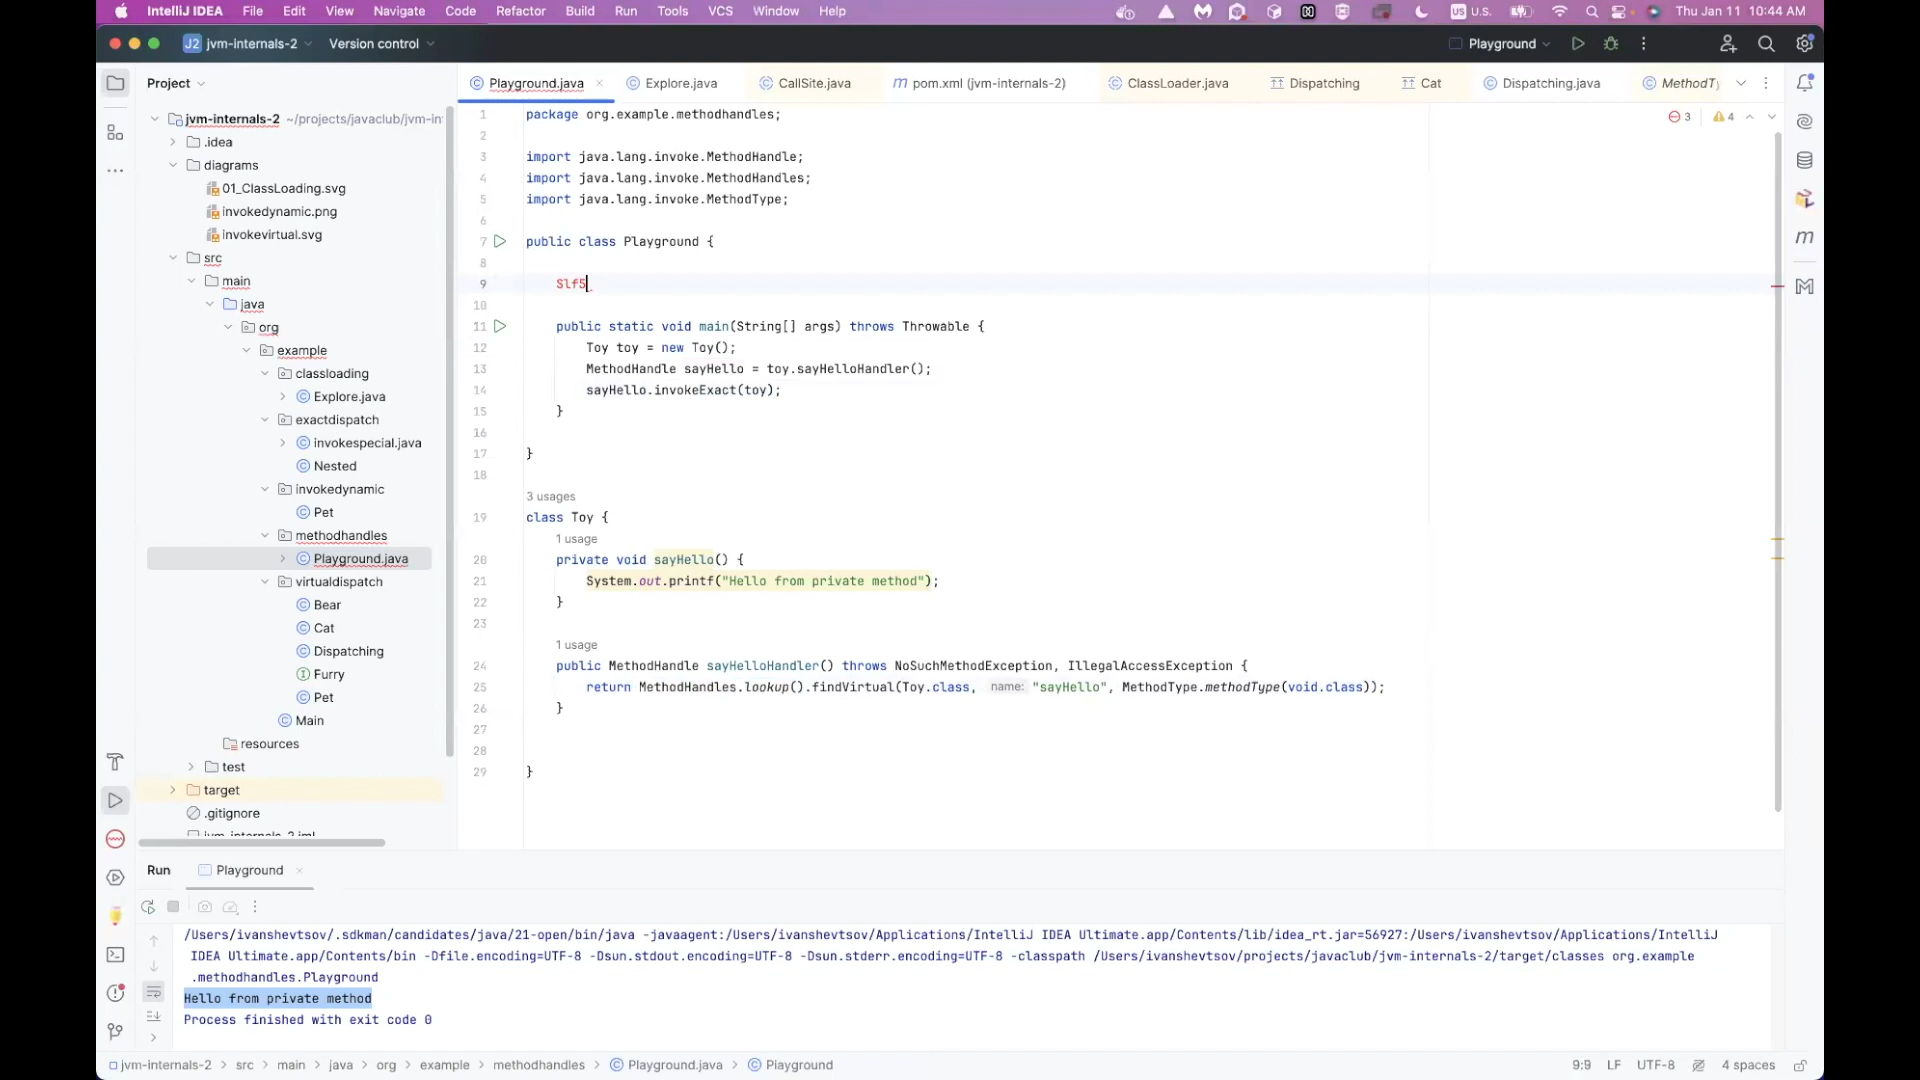 IntelliJ IDEA File Edit View Navigate Code Refactor Build Run Tools VCS Window Help U.S. Thu Jan 11 10:44 AM
J2 jvm-internals-2 Version control Playground
Project
Playground.java Explore.java CallSite.java pom.xml (jvm-internals-2) ClassLoader.java Dispatching Cat Dispatching.java MethodTy
jvm-internals-2 ~/projects/javaclub/jvm-in
.idea
diagrams
01_ClassLoading.svg
invokedynamic.png
invokevirtual.svg
src
main
java
org
example
classloading
Explore.java
exactdispatch
invokespecial.java
Nested
invokedynamic
Pet
methodhandles
Playground.java
virtualdispatch
Bear
Cat
Dispatching
Furry
Pet
Main
resources
test
target
.gitignore
jvm-internals-2.iml
3 4
1 package org.example.methodhandles;
2
3 import java.lang.invoke.MethodHandle;
4 import java.lang.invoke.MethodHandles;
5 import java.lang.invoke.MethodType;
6
7 public class Playground {
8
9 Slf5
10
11 public static void main(String[] args) throws Throwable {
12 Toy toy = new Toy();
13 MethodHandle sayHello = toy.sayHelloHandler();
14 sayHello.invokeExact(toy);
15 }
16
17 }
18
3 usages
19 class Toy {
1 usage
20 private void sayHello() {
21 System.out.printf("Hello from private method");
22 }
23
1 usage
24 public MethodHandle sayHelloHandler() throws NoSuchMethodException, IllegalAccessException {
25 return MethodHandles.lookup().findVirtual(Toy.class, name: "sayHello", MethodType.methodType(void.class));
26 }
27
28
29 }
Run Playground
/Users/ivanshevtsov/.sdkman/candidates/java/21-open/bin/java -javaagent:/Users/ivanshevtsov/Applications/IntelliJ IDEA Ultimate.app/Contents/lib/idea_rt.jar=56927:/Users/ivanshevtsov/Applications/IntelliJ
IDEA Ultimate.app/Contents/bin -Dfile.encoding=UTF-8 -Dsun.stdout.encoding=UTF-8 -Dsun.stderr.encoding=UTF-8 -classpath /Users/ivanshevtsov/projects/javaclub/jvm-internals-2/target/classes org.example
.methodhandles.Playground
Hello from private method
Process finished with exit code 0
jvm-internals-2 > src > main > java > org > example > methodhandles > Playground.java > Playground 9:9 LF UTF-8 4 spaces